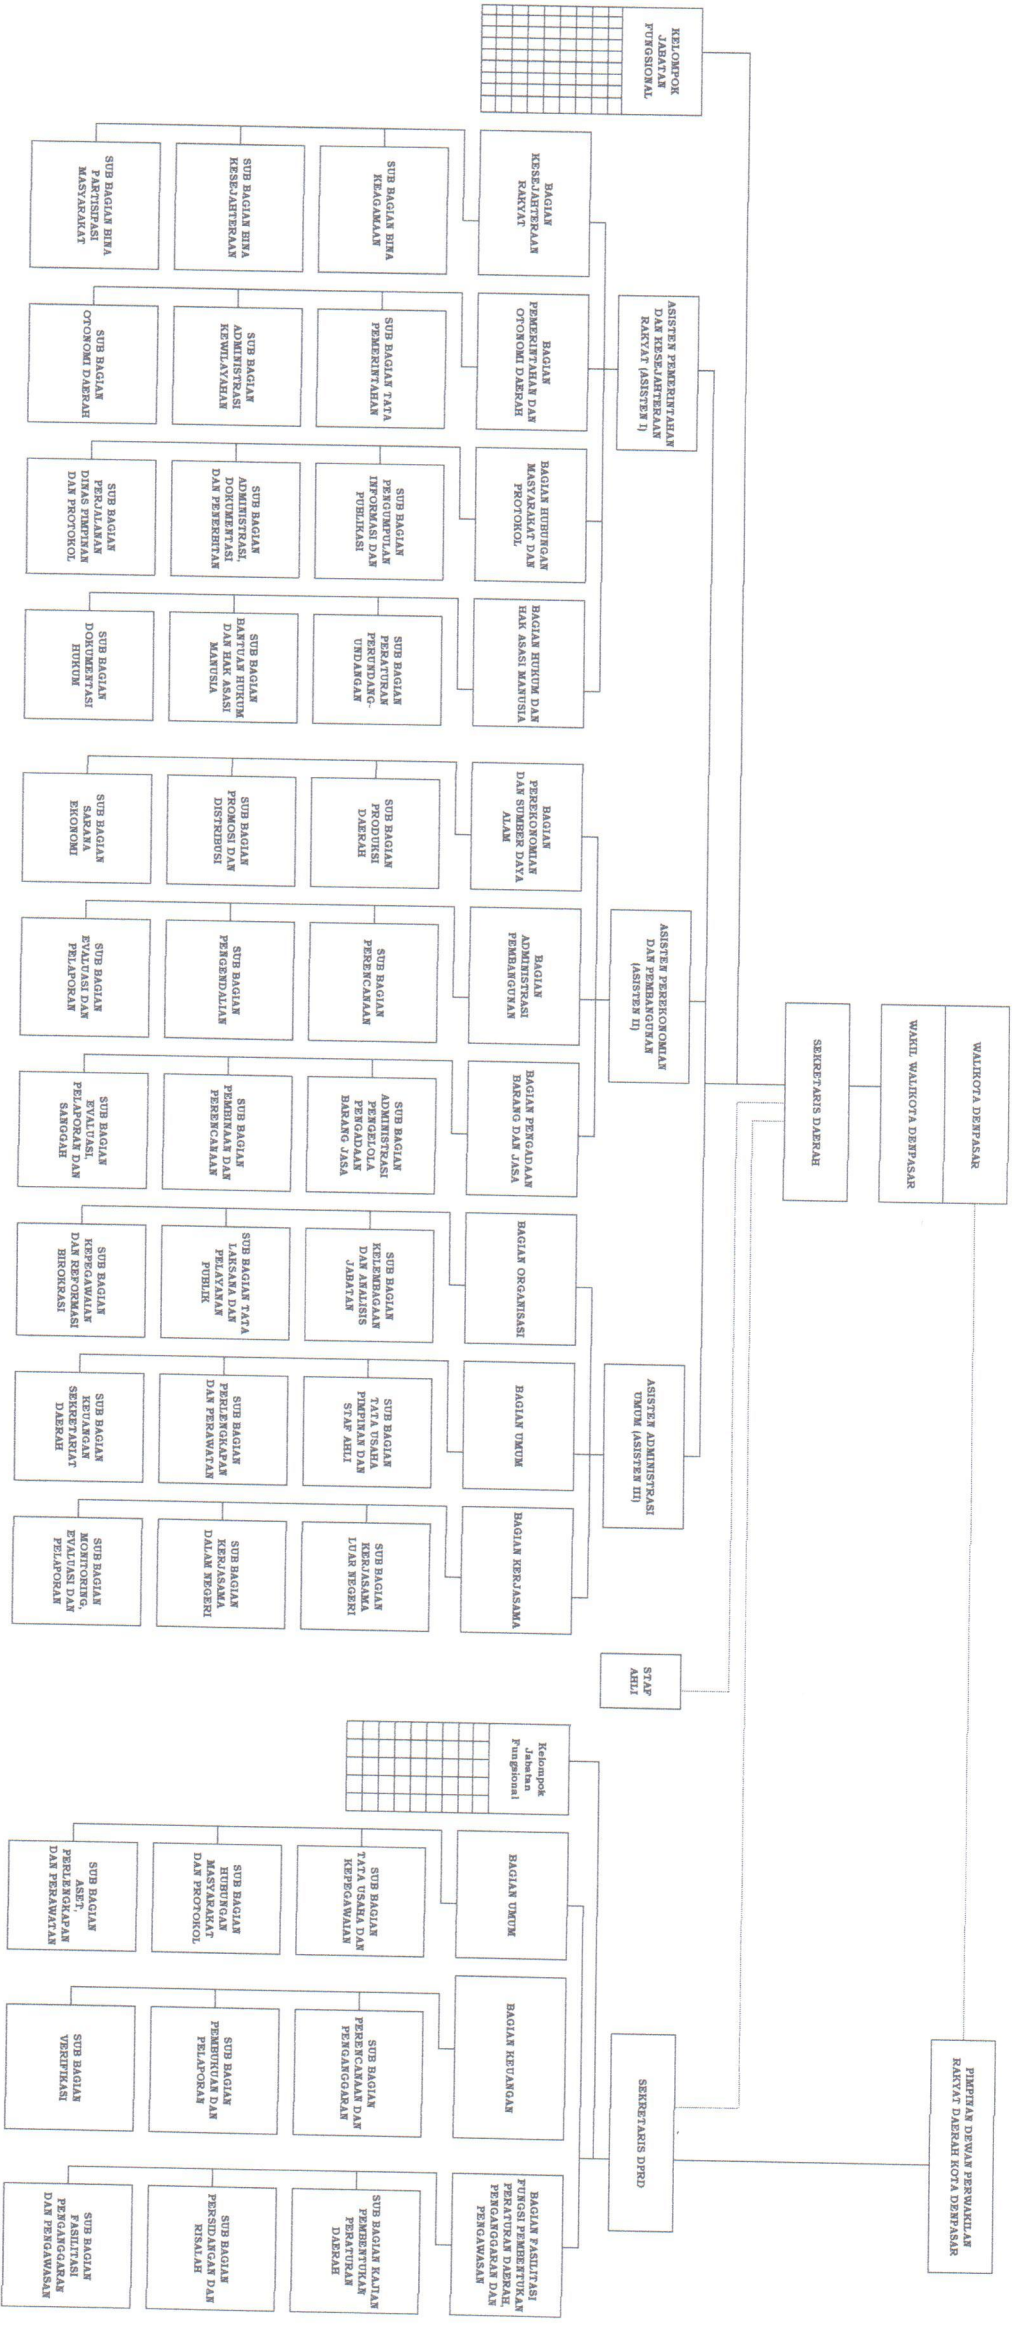 WALIKOTA DENPASAR
WAKIL WALIKOTA DENPASAR
PIMPINAN DEWAN PERWAKILAN
RAKYAT DAERAH KOTA DENPASAR
SEKRETARIS DAERAH
KELOMPOK
JABATAN
FUNGSIONAL
ASISTEN PEMERINTAHAN
DAN KESEJAHTERAAN
RAKYAT (ASISTEN I)
ASISTEN PEREKONOMIAN
DAN PEMBANGUNAN
(ASISTEN II)
ASISTEN ADMINISTRASI
UMUM (ASISTEN III)
STAF
AHLI
SEKRETARIS DPRD
Kelompok
Jabatan
Fungsional
BAGIAN
KESEJAHTERAAN
RAKYAT
BAGIAN
PEMERINTAHAN DAN
OTONOMI DAERAH
BAGIAN HUBUNGAN
MASYARAKAT DAN
PROTOKOL
BAGIAN HUKUM DAN
HAK ASASI MANUSIA
BAGIAN
PEREKONOMIAN
DAN SUMBER DAYA
ALAM
BAGIAN
ADMINISTRASI
PEMBANGUNAN
BAGIAN PENGADAAN
BARANG DAN JASA
BAGIAN ORGANISASI
BAGIAN UMUM
BAGIAN KERJASAMA
BAGIAN UMUM
BAGIAN KEUANGAN
BAGIAN FASILITASI
FUNGSI PEMBENTUKAN
PERATURAN DAERAH,
PENGANGGARAN DAN
PENGAWASAN
SUB BAGIAN BINA
KEAGAMAAN
SUB BAGIAN TATA
PEMERINTAHAN
SUB BAGIAN
PENGUMPULAN
INFORMASI DAN
PUBLIKASI
SUB BAGIAN
PERATURAN
PERUNDANG-
UNDANGAN
SUB BAGIAN
PRODUKSI
DAERAH
SUB BAGIAN
PERENCANAAN
SUB BAGIAN
ADMINISTRASI
PENGELOLA
PENGADAAN
BARANG JASA
SUB BAGIAN
KELEMBAGAAN
DAN ANALISIS
JABATAN
SUB BAGIAN
TATA USAHA
PIMPINAN DAN
STAF AHLI
SUB BAGIAN
KERJASAMA
LUAR NEGERI
SUB BAGIAN
TATA USAHA DAN
KEPEGAWAIAN
SUB BAGIAN
PERENCANAAN DAN
PENGANGGARAN
SUB BAGIAN KAJIAN
PEMBENTUKAN
PERATURAN
DAERAH
SUB BAGIAN BINA
KESEJAHTERAAN
SUB BAGIAN
ADMINISTRASI
KEWILAYAHAN
SUB BAGIAN
ADMINISTRASI,
DOKUMENTASI
DAN PENERBITAN
SUB BAGIAN
BANTUAN HUKUM
DAN HAK ASASI
MANUSIA
SUB BAGIAN
PROMOSI DAN
DISTRIBUSI
SUB BAGIAN
PENGENDALIAN
SUB BAGIAN
PEMBINAAN DAN
PERENCANAAN
SUB BAGIAN TATA
LAKSANA DAN
PELAYANAN
PUBLIK
SUB BAGIAN
PERLENGKAPAN
DAN PERAWATAN
SUB BAGIAN
KERJASAMA
DALAM NEGERI
SUB BAGIAN
HUBUNGAN
MASYARAKAT
DAN PROTOKOL
SUB BAGIAN
PEMBUKUAN DAN
PELAPORAN
SUB BAGIAN
PERSIDANGAN DAN
RISALAH
SUB BAGIAN BINA
PARTISIPASI
MASYARAKAT
SUB BAGIAN
OTONOMI DAERAH
SUB BAGIAN
PERJALANAN
DINAS PIMPINAN
DAN PROTOKOL
SUB BAGIAN
DOKUMENTASI
HUKUM
SUB BAGIAN
SARANA
EKONOMI
SUB BAGIAN
EVALUASI DAN
PELAPORAN
SUB BAGIAN
EVALUASI,
PELAPORAN DAN
SANGGAH
SUB BAGIAN
KEPEGAWAIAN
DAN REFORMASI
BIROKRASI
SUB BAGIAN
KEUANGAN
SEKRETARIAT
DAERAH
SUB BAGIAN
MONITORING,
EVALUASI DAN
PELAPORAN
SUB BAGIAN
ASET,
PERLENGKAPAN
DAN PERAWATAN
SUB BAGIAN
VERIFIKASI
SUB BAGIAN
FASILITASI
PENGANGGARAN
DAN PENGAWASAN